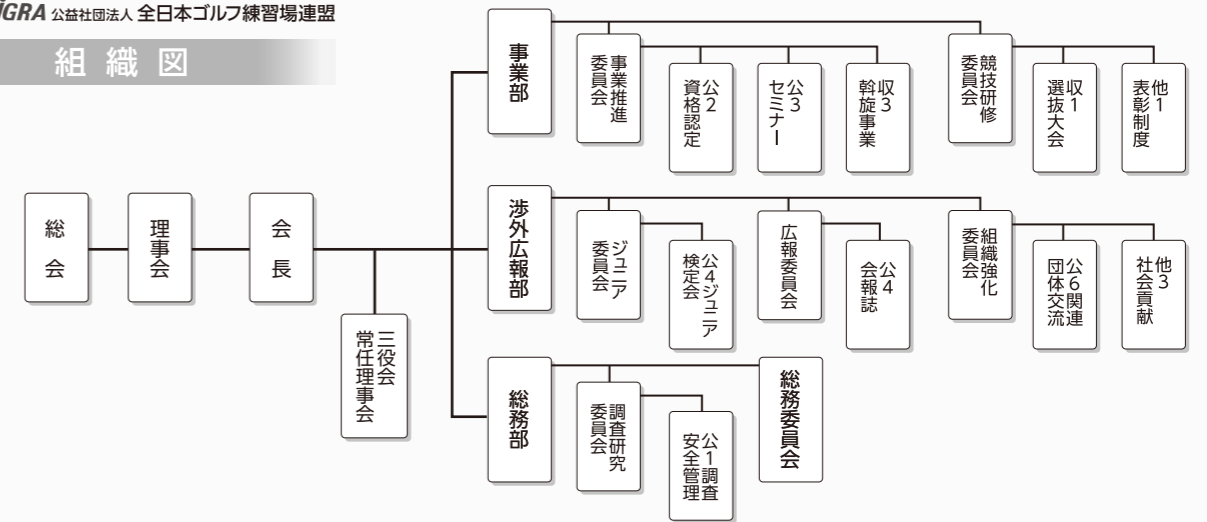 JGRA 公益社団法人 全日本ゴルフ練習場連盟
組織図
総会
理事会
会長
三役会
常任理事会
事業部
事業推進
委員会
公2
資格認定
公3
セミナー
収3
斡旋事業
競技研修
委員会
収1
選抜大会
他1
表彰制度
渉外広報部
ジュニア
委員会
公4ジュニア
検定会
広報委員会
公4
会報誌
組織強化
委員会
公6関連
団体交流
他3
社会貢献
総務部
調査研究
委員会
公1調査
安全管理
総務委員会